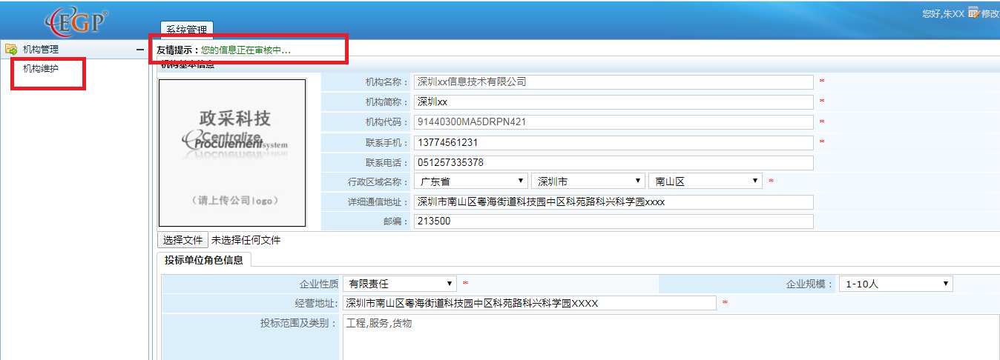 EGP®
您好,朱XX 修改
系统管理
机构管理
机构维护
友情提示：您的信息正在审核中...
机构基本信息
政采科技
Centralize
Procurement system
（请上传公司logo）
机构名称： 深圳xx信息技术有限公司 *
机构简称： 深圳xx *
机构代码： 91440300MA5DRPN421 *
联系手机： 13774561231 *
联系电话： 051257335378
行政区域名称： 广东省 深圳市 南山区 *
详细通信地址： 深圳市南山区粤海街道科技园中区科苑路科兴科学园xxxx
邮编： 213500
选择文件 未选择任何文件
投标单位角色信息
企业性质 有限责任 * 企业规模： 1-10人
经营地址: 深圳市南山区粤海街道科技园中区科苑路科兴科学园XXXX *
投标范围及类别： 工程,服务,货物